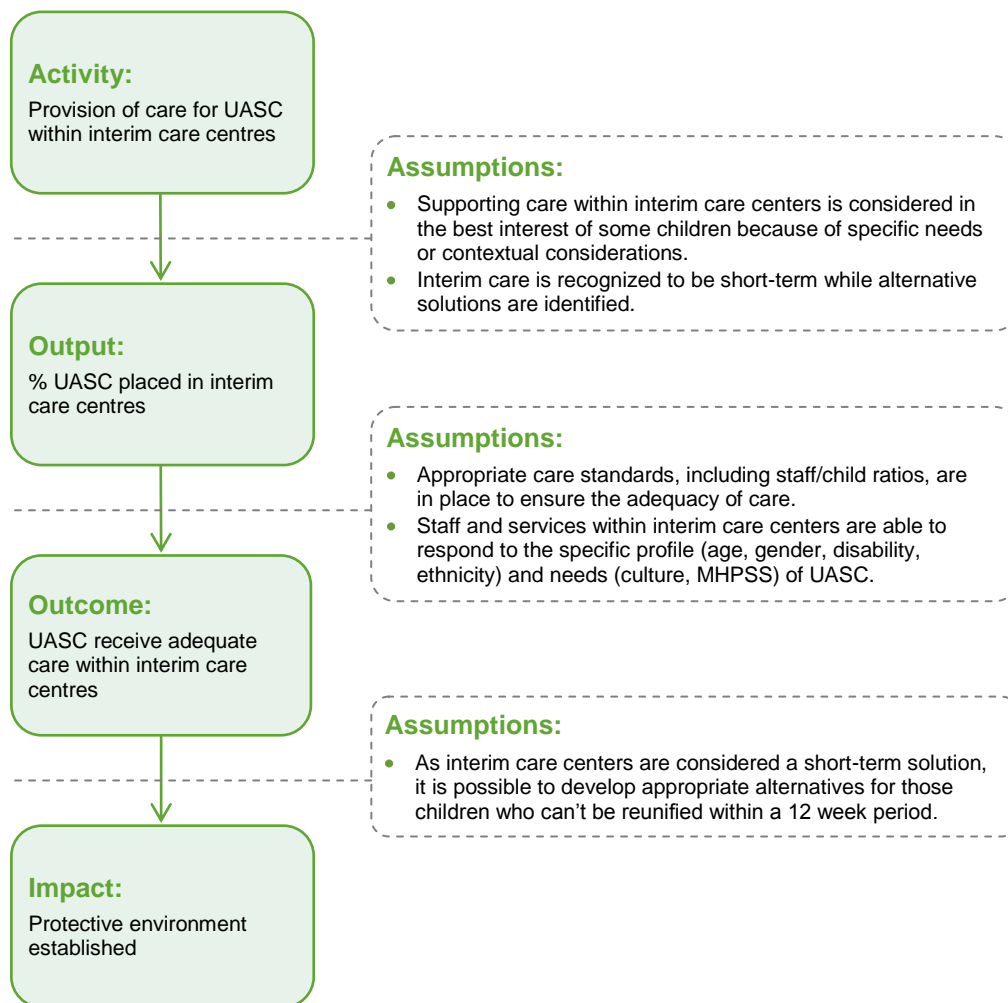 Activity:
Provision of care for UASC
within interim care centres
Assumptions:
• Supporting care within interim care centers is considered in
the best interest of some children because of specific needs
or contextual considerations.
• Interim care is recognized to be short-term while alternative
solutions are identified.
Output:
% UASC placed in interim
care centres
Assumptions:
• Appropriate care standards, including staff/child ratios, are
in place to ensure the adequacy of care.
• Staff and services within interim care centers are able to
respond to the specific profile (age, gender, disability,
ethnicity) and needs (culture, MHPSS) of UASC.
Outcome:
UASC receive adequate
care within interim care
centres
Assumptions:
• As interim care centers are considered a short-term solution,
it is possible to develop appropriate alternatives for those
children who can’t be reunified within a 12 week period.
Impact:
Protective environment
established